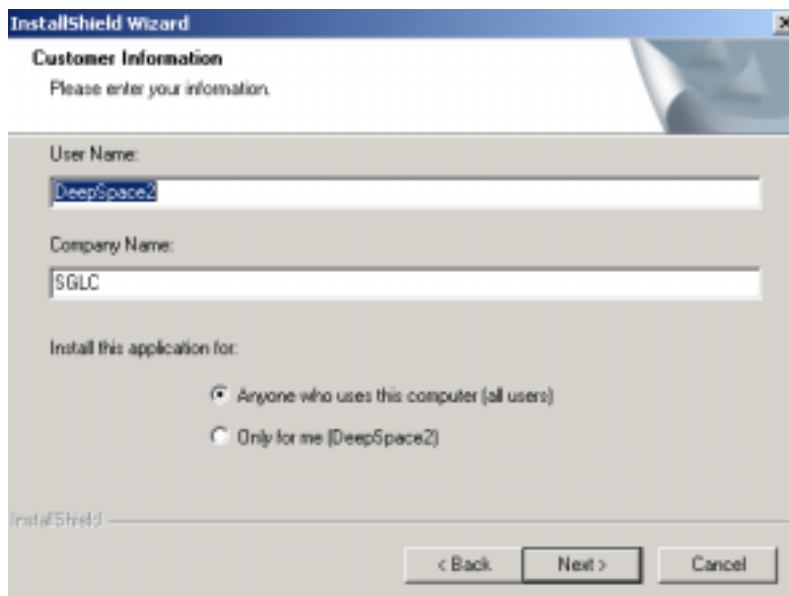 InstallShield Wizard
Customer Information
Please enter your information.
User Name:
DeepSpace2
Company Name:
SGLC
Install this application for:
Anyone who uses this computer (all users)
Only for me (DeepSpace2)
InstallShield
< Back Next > Cancel